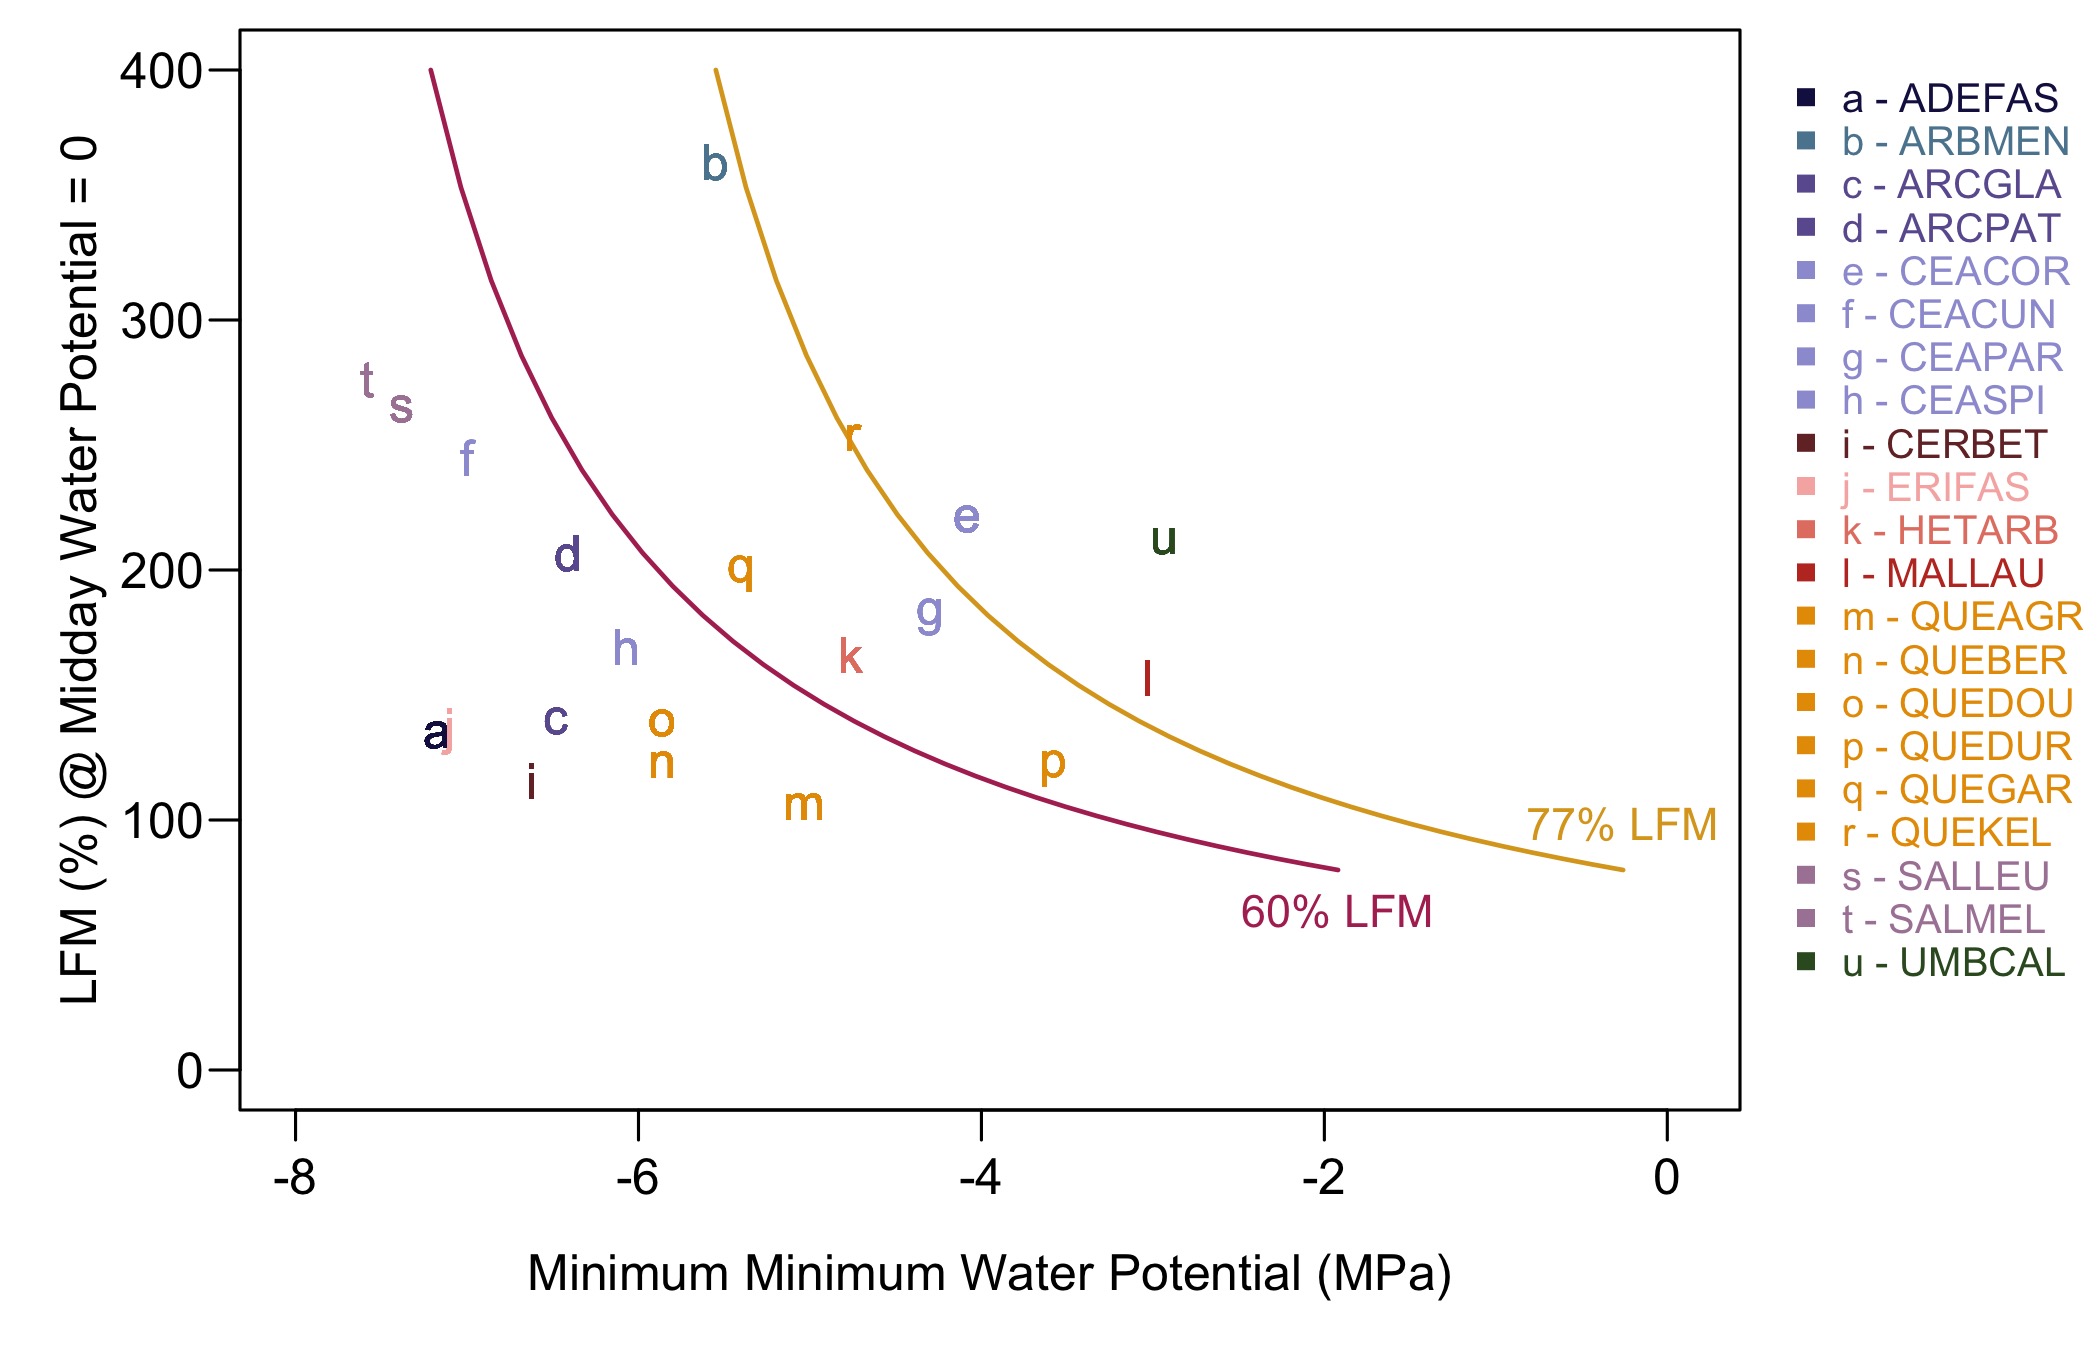 LFM (%) @ Midday Water Potential = 0
400
300
200
100
0
-8
-6
-4
-2
0
Minimum Minimum Water Potential (MPa)
b
t
s
f
r
e
u
d
q
g
h
k
l
a
j
c
o
i
n
p
m
77% LFM
60% LFM
a - ADEFAS
b - ARBMEN
c - ARCGLA
d - ARCPAT
e - CEACOR
f - CEACUN
g - CEAPAR
h - CEASPI
i - CERBET
j - ERIFAS
k - HETARB
l - MALLAU
m - QUEAGR
n - QUEBER
o - QUEDOU
p - QUEDUR
q - QUEGAR
r - QUEKEL
s - SALLEU
t - SALMEL
u - UMBCAL